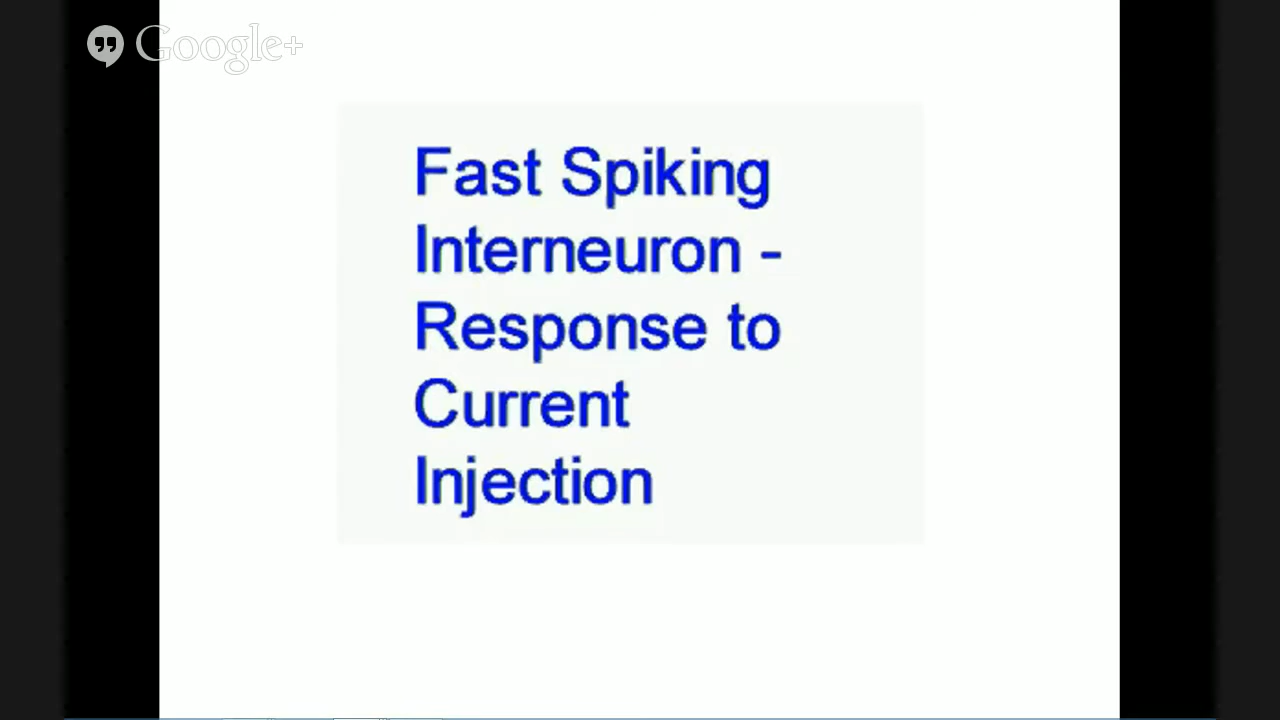 Google+
Fast Spiking
Interneuron -
Response to
Current
Injection